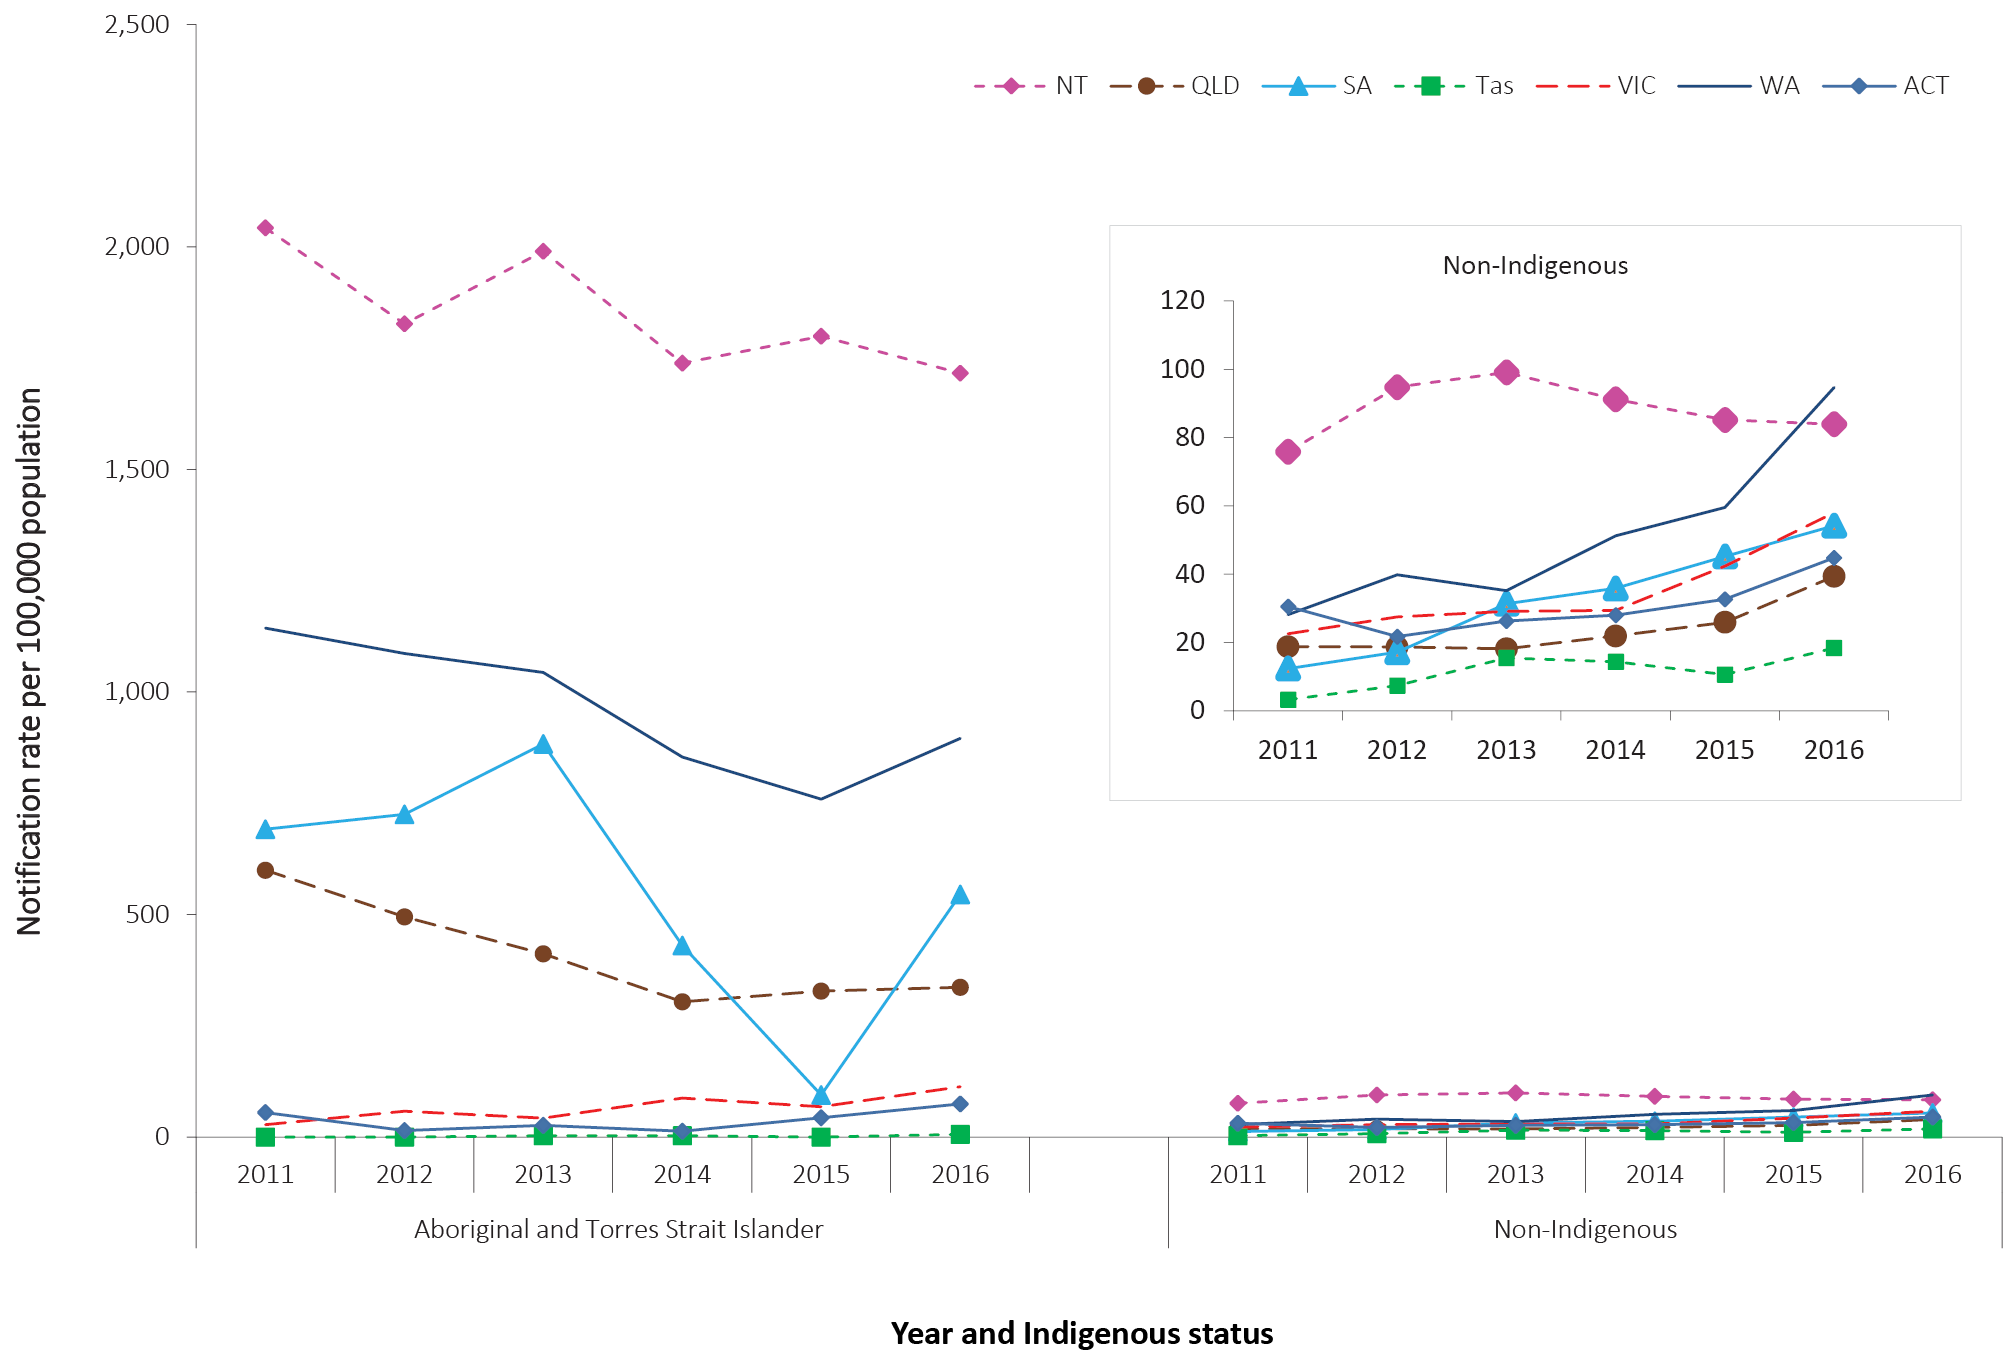 2,500
NT QLD SA Tas VIC WA ACT
2,000
1,500
1,000
500
0
Notification rate per 100,000 population
Non-Indigenous
120
100
80
60
40
20
0
2011 2012 2013 2014 2015 2016
2011 2012 2013 2014 2015 2016
2011 2012 2013 2014 2015 2016
Aboriginal and Torres Strait Islander
Non-Indigenous
Year and Indigenous status